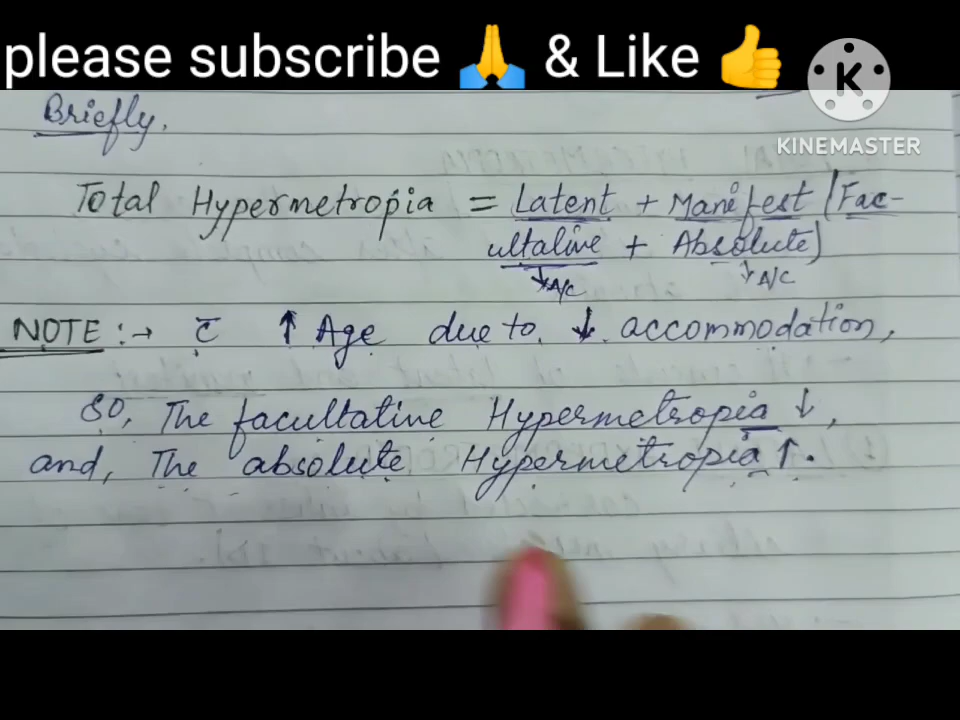 please subscribe 🙏 & Like 👍
K
KINEMASTER
Briefly.
Total Hypermetropia = Latent + Manifest (Fac-
ultative + Absolute)
↓ A/C ↓ A/C
NOTE :→ c̄ ↑ Age due to ↓ accommodation,
SO, The facultative Hypermetropia ↓,
and, The absolute Hypermetropia ↑.